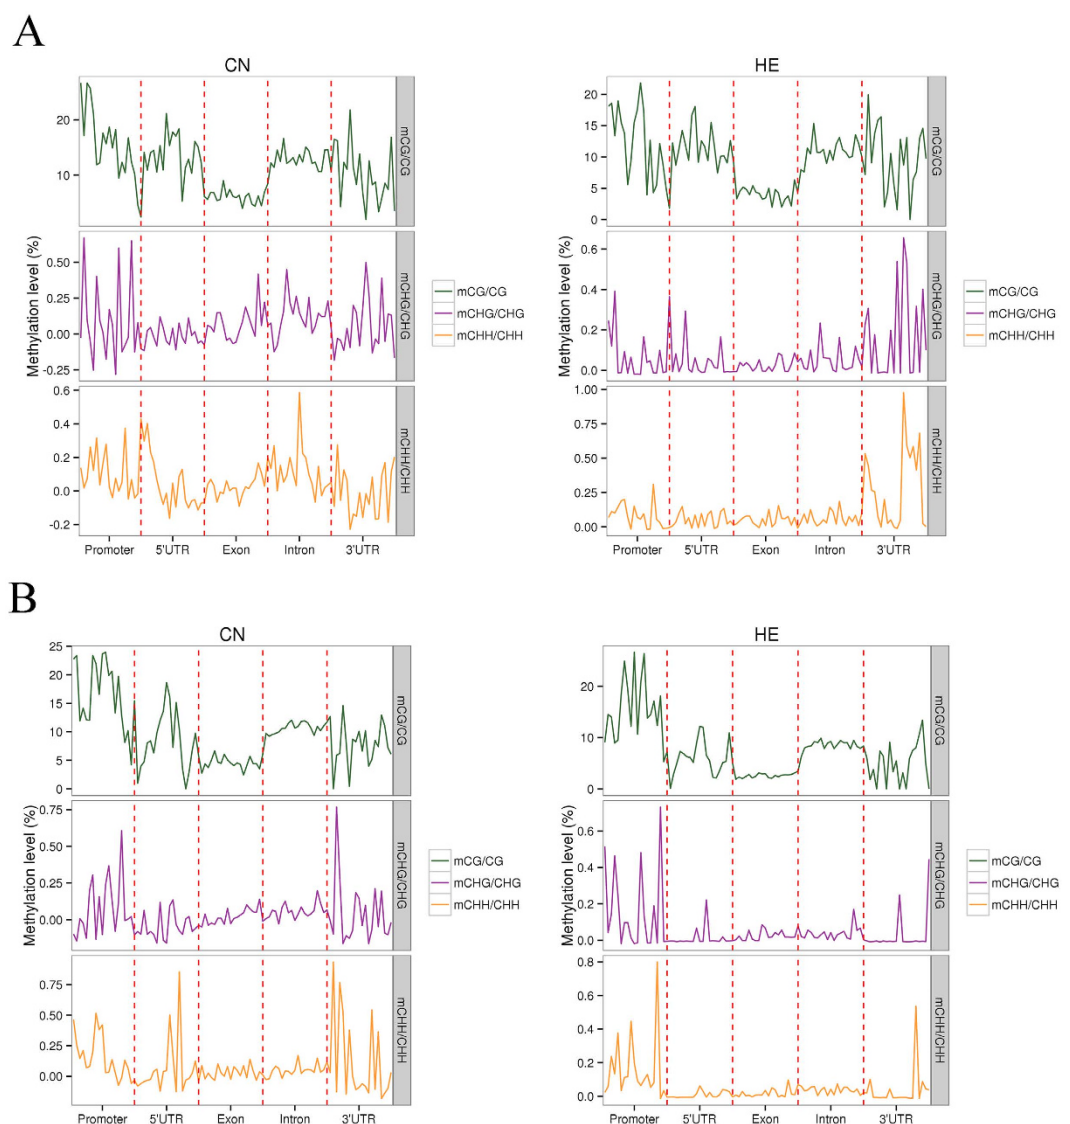 A
CN
20
10
mCG/CG
Methylation level (%)
0.50
0.25
0.00
-0.25
mCHG/CHG
0.6
0.4
0.2
0.0
-0.2
mCHH/CHH
Promoter 5'UTR Exon Intron 3'UTR
mCG/CG
mCHG/CHG
mCHH/CHH
HE
20
15
10
5
0
mCG/CG
Methylation level (%)
0.6
0.4
0.2
0.0
mCHG/CHG
1.00
0.75
0.50
0.25
0.00
mCHH/CHH
Promoter 5'UTR Exon Intron 3'UTR
mCG/CG
mCHG/CHG
mCHH/CHH
B
CN
25
20
15
10
5
0
mCG/CG
Methylation level (%)
0.75
0.50
0.25
0.00
mCHG/CHG
0.75
0.50
0.25
0.00
mCHH/CHH
Promoter 5'UTR Exon Intron 3'UTR
mCG/CG
mCHG/CHG
mCHH/CHH
HE
20
10
0
mCG/CG
Methylation level (%)
0.6
0.4
0.2
0.0
mCHG/CHG
0.8
0.6
0.4
0.2
0.0
mCHH/CHH
Promoter 5'UTR Exon Intron 3'UTR
mCG/CG
mCHG/CHG
mCHH/CHH